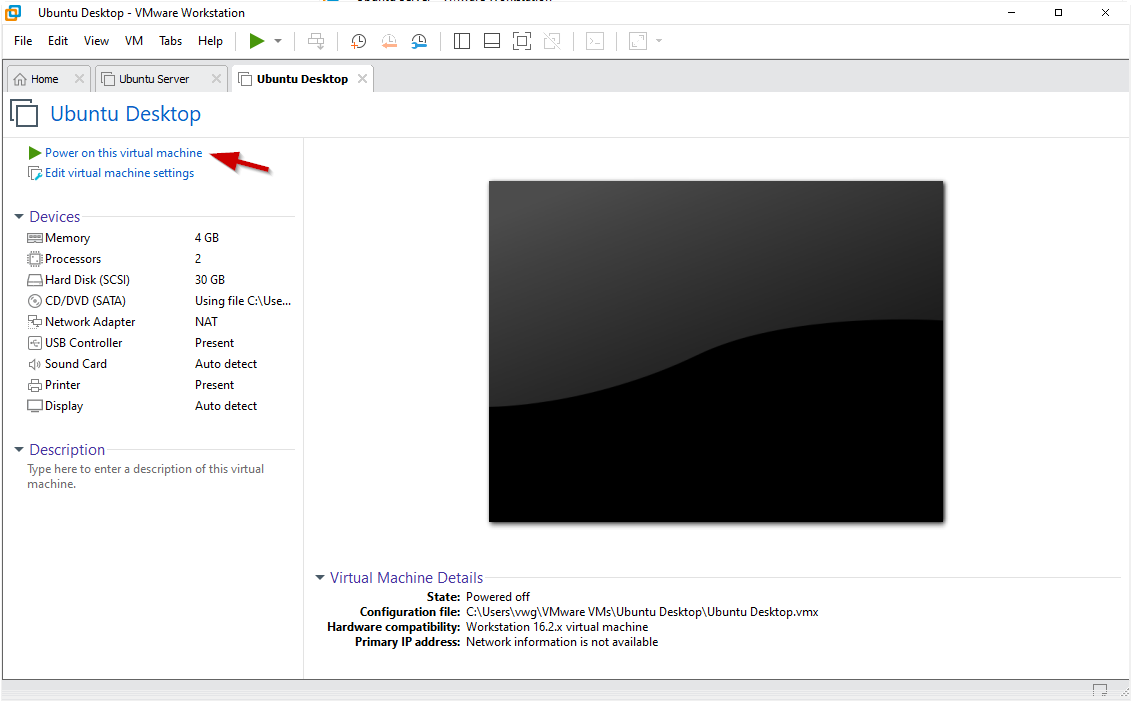 Ubuntu Desktop - VMware Workstation
File Edit View VM Tabs Help
Home Ubuntu Server Ubuntu Desktop
Ubuntu Desktop
Power on this virtual machine
Edit virtual machine settings
Devices
Memory 4 GB
Processors 2
Hard Disk (SCSI) 30 GB
CD/DVD (SATA) Using file C:\Use...
Network Adapter NAT
USB Controller Present
Sound Card Auto detect
Printer Present
Display Auto detect
Description
Type here to enter a description of this virtual
machine.
Virtual Machine Details
State: Powered off
Configuration file: C:\Users\vwg\VMware VMs\Ubuntu Desktop\Ubuntu Desktop.vmx
Hardware compatibility: Workstation 16.2.x virtual machine
Primary IP address: Network information is not available